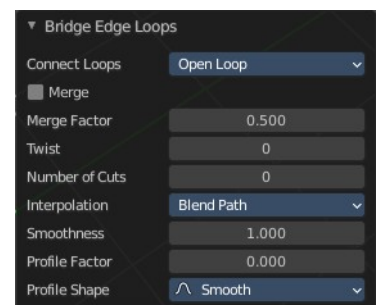 Bridge Edge Loops
Connect Loops Open Loop
Merge
Merge Factor 0.500
Twist 0
Number of Cuts 0
Interpolation Blend Path
Smoothness 1.000
Profile Factor 0.000
Profile Shape Smooth